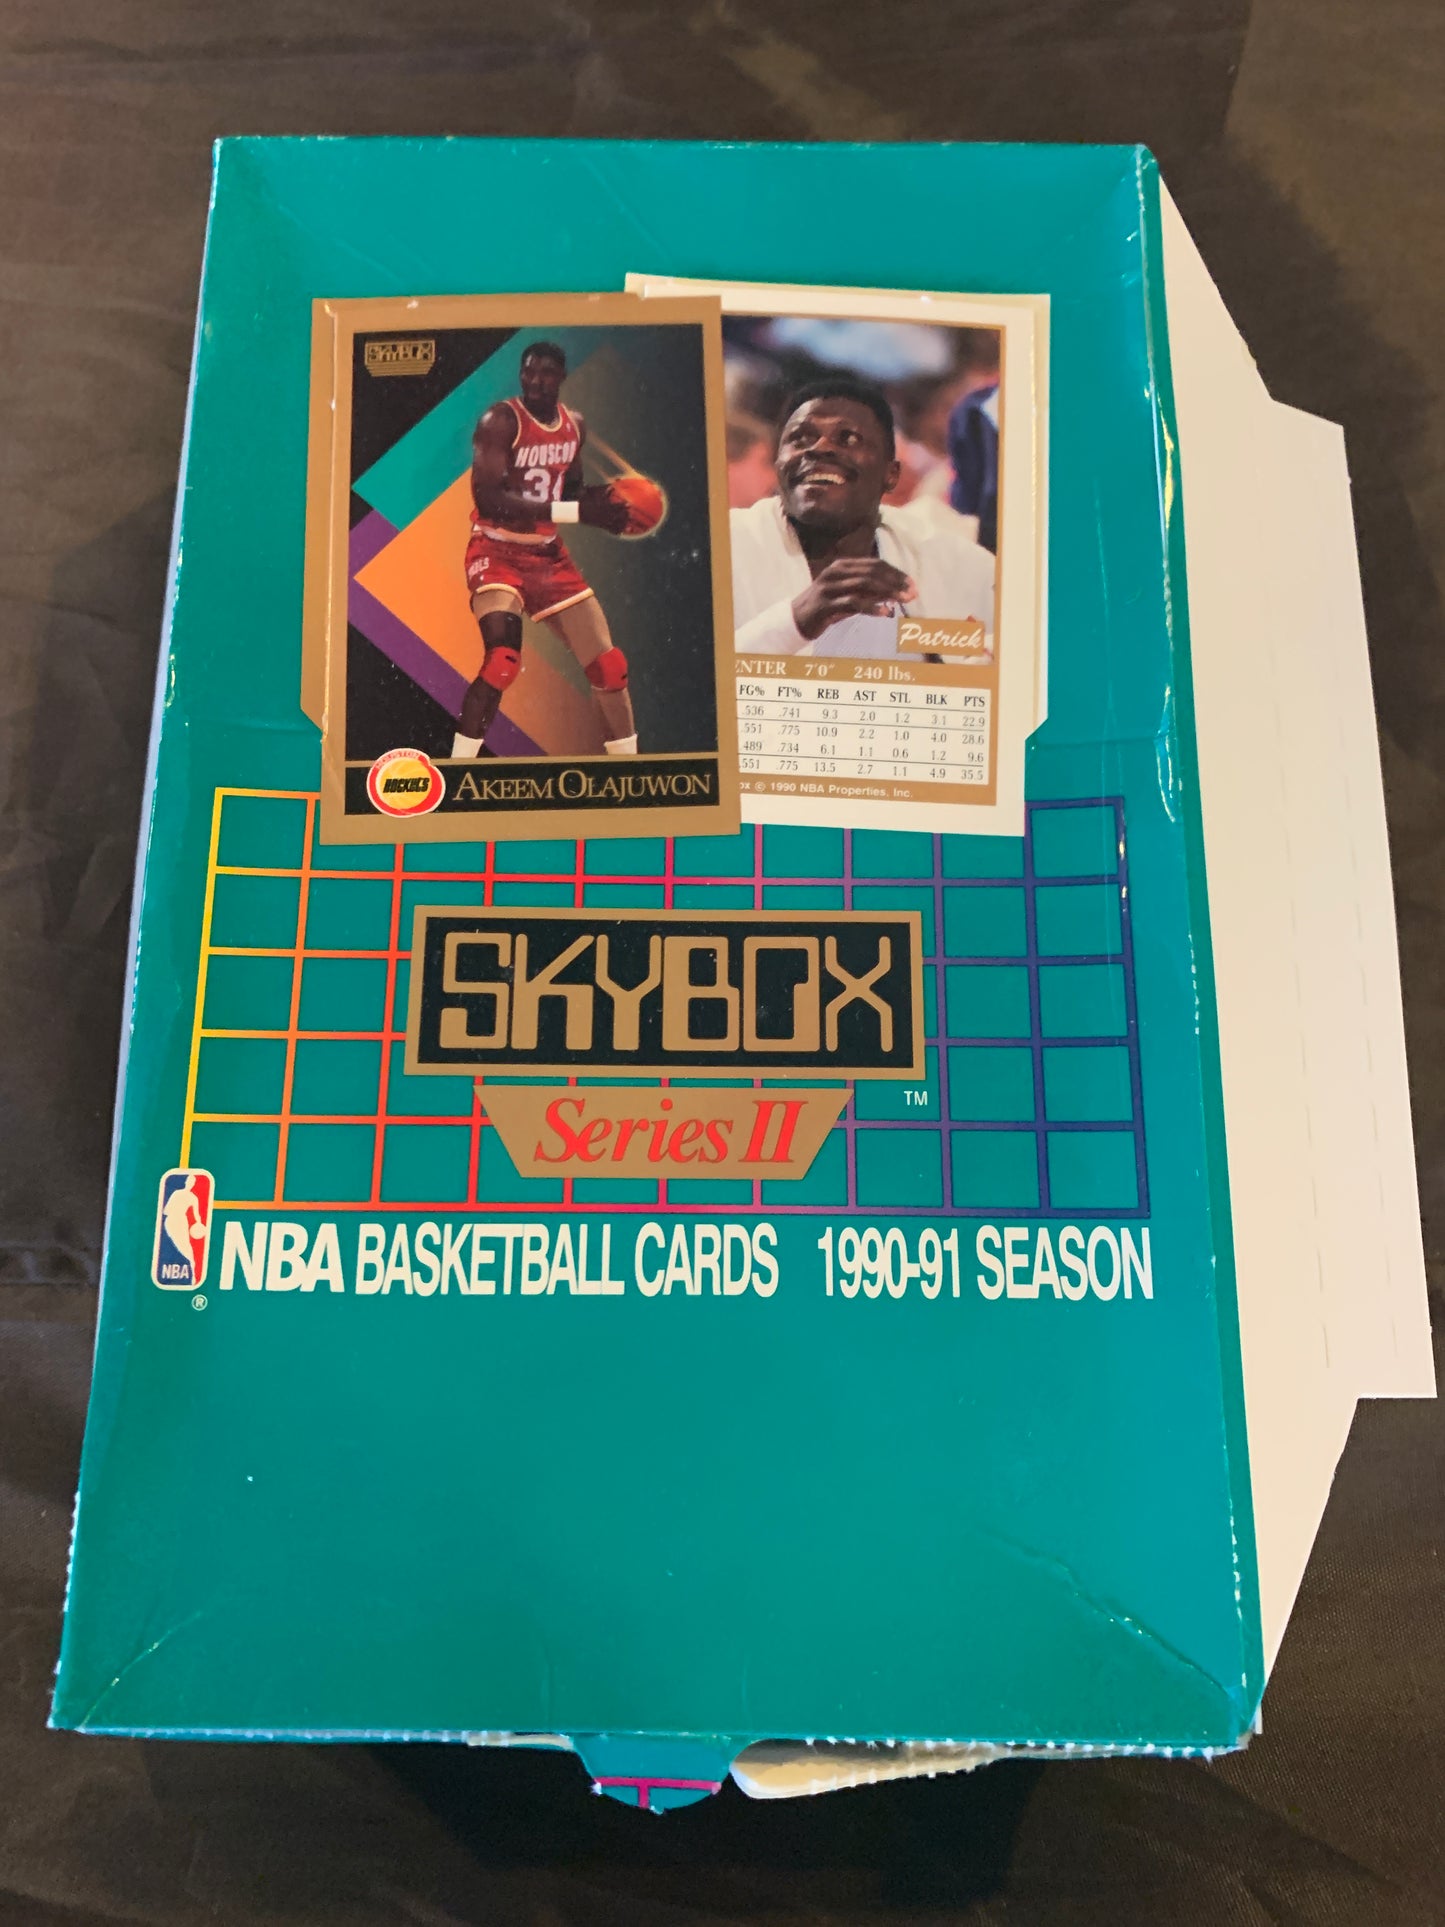 SKYBOX
HOUSTON
34
HOUSTON
ROCKETS
AKEEM OLAJUWON
Patrick
ENTER 7'0" 240 lbs.
FG% FT% REB AST STL BLK PTS
.536 .741 9.3 2.0 1.2 3.1 22.9
.551 .775 10.9 2.2 1.0 4.0 28.6
.489 .734 6.1 1.1 0.6 1.2 9.6
.551 .775 13.5 2.7 1.1 4.9 35.5
ox © 1990 NBA Properties, Inc.
SKYBOX
TM
Series II
NBA
®
NBA BASKETBALL CARDS 1990-91 SEASON